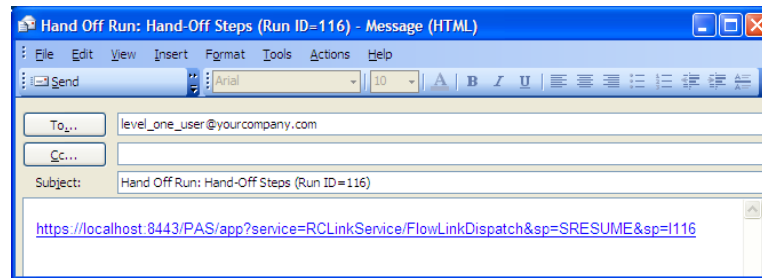 Hand Off Run: Hand-Off Steps (Run ID=116) - Message (HTML)
File Edit View Insert Format Tools Actions Help
Send Arial 10 A B I U
To... level_one_user@yourcompany.com
Cc...
Subject: Hand Off Run: Hand-Off Steps (Run ID=116)
https://localhost:8443/PAS/app?service=RCLinkService/FlowLinkDispatch&sp=SRESUME&sp=l116